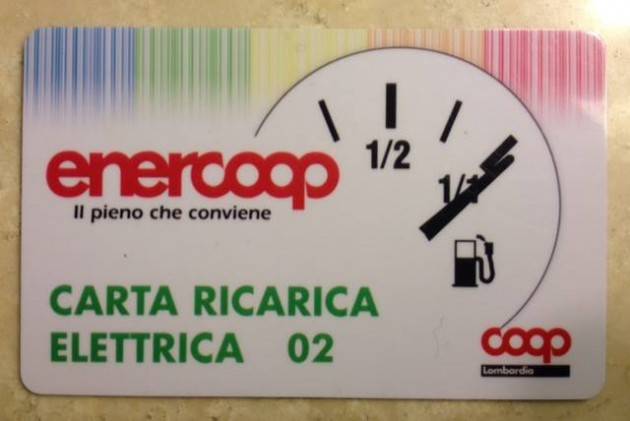 enercoop
Il pieno che conviene
1/2
1/1
CARTA RICARICA
ELETTRICA 02
coop
Lombardia